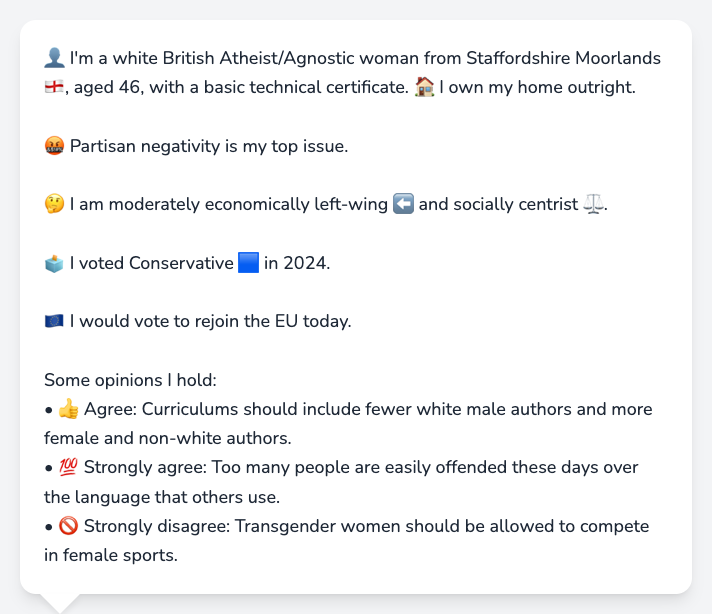 👤 I'm a white British Atheist/Agnostic woman from Staffordshire Moorlands
🏴󠁧󠁢󠁥󠁮󠁧󠁿, aged 46, with a basic technical certificate. 🏠 I own my home outright.
🤬 Partisan negativity is my top issue.
🤔 I am moderately economically left-wing ⬅️ and socially centrist ⚖️.
🗳️ I voted Conservative 🟦 in 2024.
🇪🇺 I would vote to rejoin the EU today.
Some opinions I hold:
• 👍 Agree: Curriculums should include fewer white male authors and more
female and non-white authors.
• 💯 Strongly agree: Too many people are easily offended these days over
the language that others use.
• 🚫 Strongly disagree: Transgender women should be allowed to compete
in female sports.